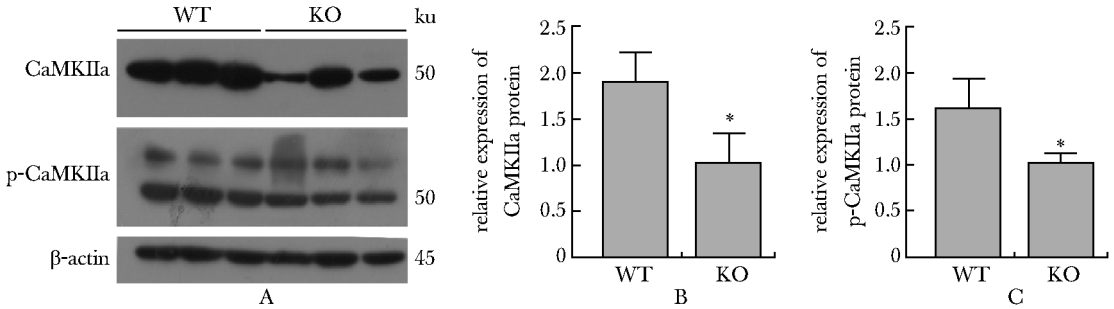 WT KO ku
CaMKIIa 50
p-CaMKIIa 50
β-actin 45
A
relative expression of
CaMKIIa protein
2.5
2.0
1.5
1.0
0.5
0
*
WT KO
B
relative expression of
p-CaMKIIa protein
2.5
2.0
1.5
1.0
0.5
0
*
WT KO
C